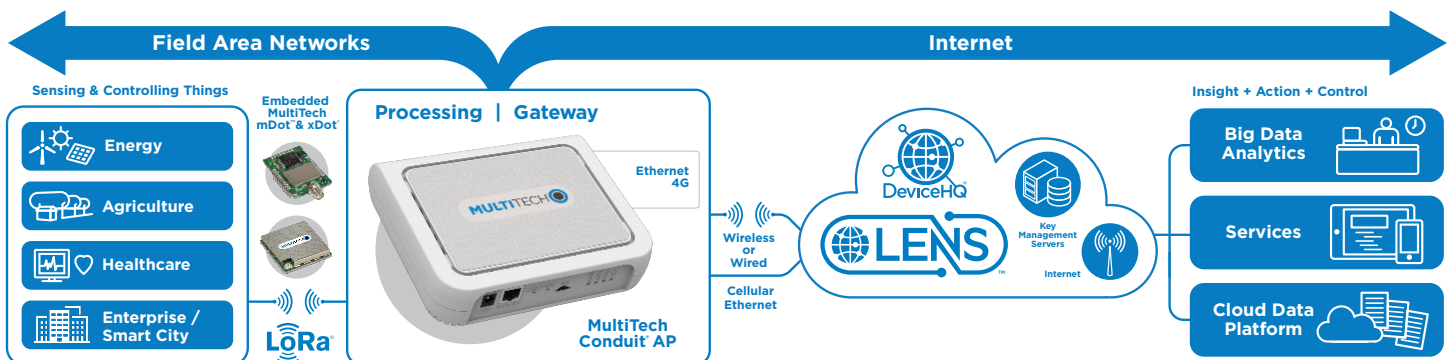 Field Area Networks
Internet
Sensing & Controlling Things
Energy
Agriculture
Healthcare
Enterprise /
Smart City
Embedded
MultiTech
mDot™ & xDot®
LoRa®
Processing | Gateway
Ethernet
4G
MULTITECH
MultiTech
Conduit® AP
Wireless
or
Wired
Cellular
Ethernet
DeviceHQ®
LENS™
Key
Management
Servers
Internet
Insight + Action + Control
Big Data
Analytics
Services
Cloud Data
Platform